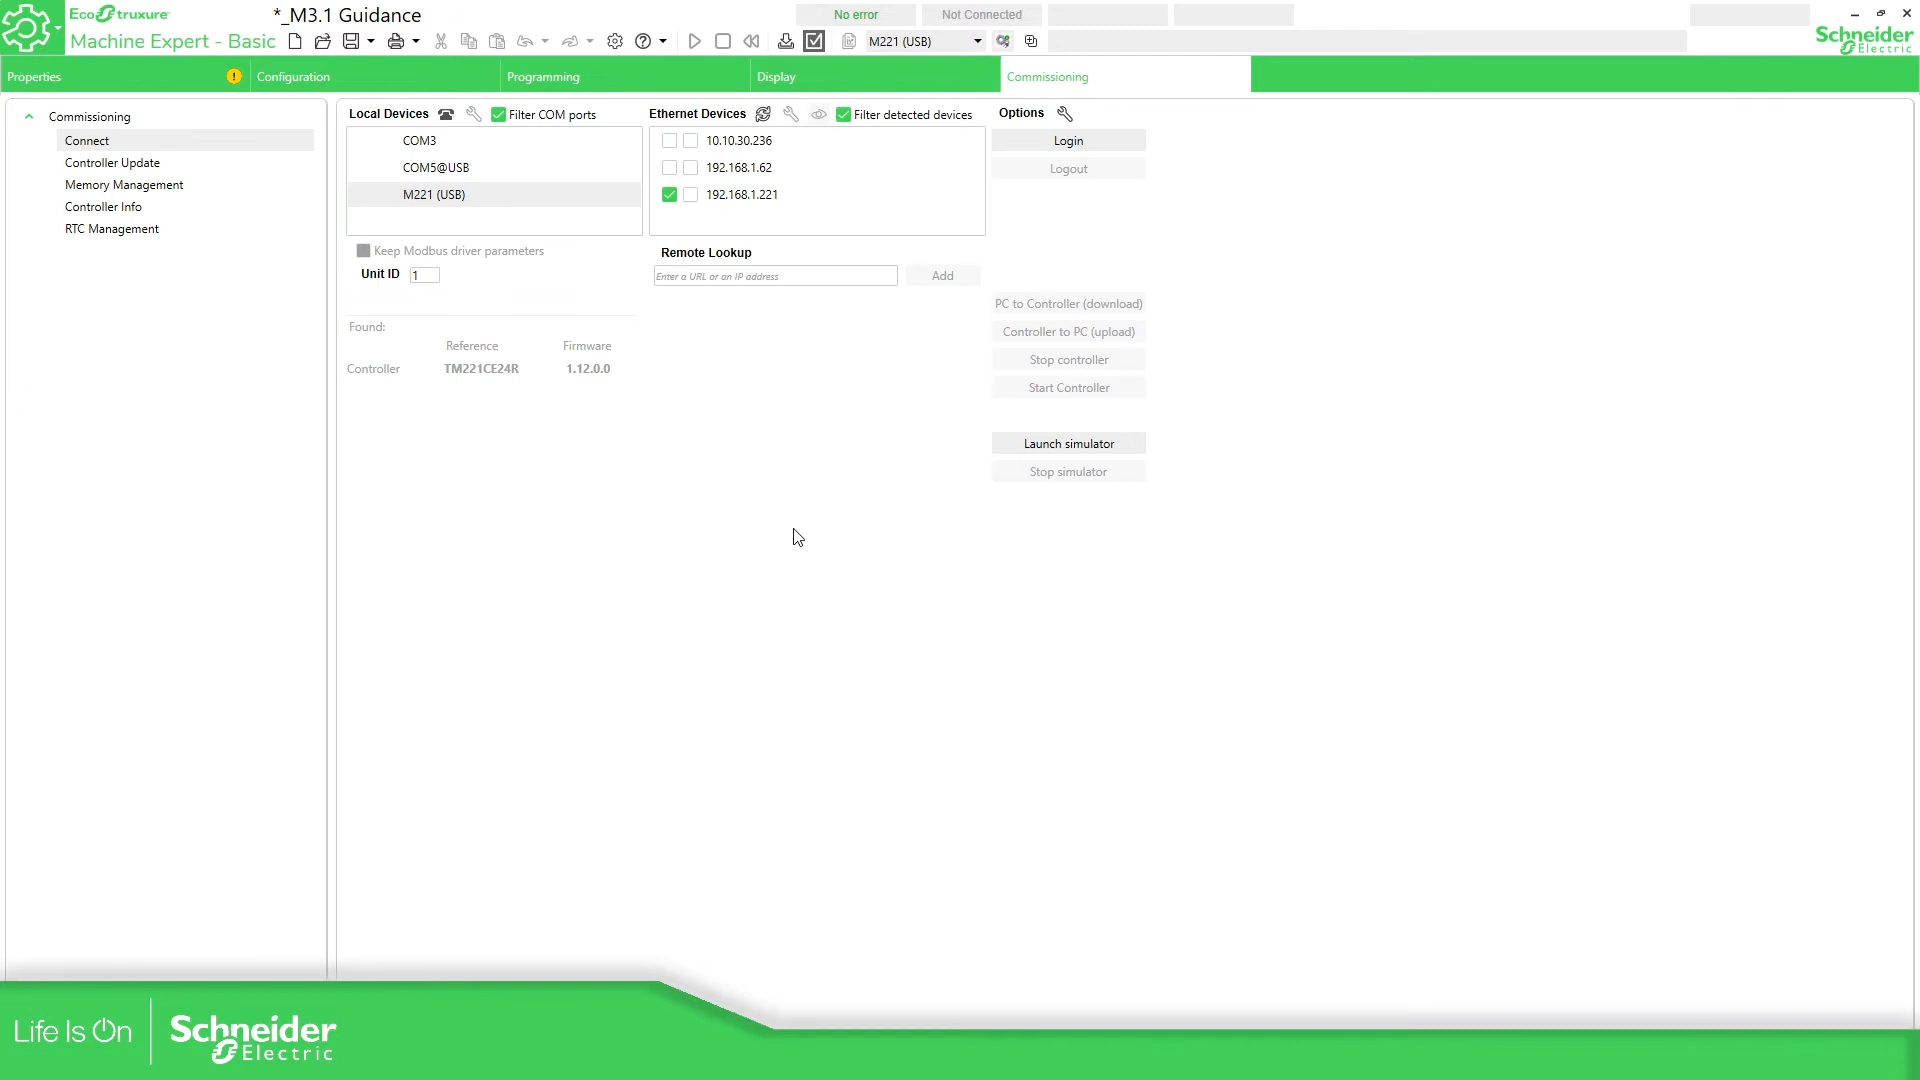 EcoStruxure
Machine Expert - Basic
*_M3.1 Guidance
No error
Not Connected
M221 (USB)
Schneider
Electric
Properties
Configuration
Programming
Display
Commissioning
Commissioning
Connect
Controller Update
Memory Management
Controller Info
RTC Management
Local Devices
Filter COM ports
COM3
COM5@USB
M221 (USB)
Keep Modbus driver parameters
Unit ID 1
Found:
Reference Firmware
Controller TM221CE24R 1.12.0.0
Ethernet Devices
Filter detected devices
10.10.30.236
192.168.1.62
192.168.1.221
Remote Lookup
Enter a URL or an IP address
Add
Options
Login
Logout
PC to Controller (download)
Controller to PC (upload)
Stop controller
Start Controller
Launch simulator
Stop simulator
Life Is On
Schneider
Electric